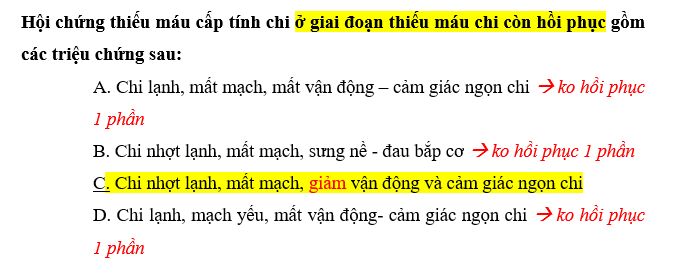 Hội chứng thiếu máu cấp tính chi ở giai đoạn thiếu máu chi còn hồi phục gồm
các triệu chứng sau:
A. Chi lạnh, mất mạch, mất vận động – cảm giác ngọn chi → ko hồi phục
1 phần
B. Chi nhợt lạnh, mất mạch, sưng nề - đau bắp cơ → ko hồi phục 1 phần
C. Chi nhợt lạnh, mất mạch, giảm vận động và cảm giác ngọn chi
D. Chi lạnh, mạch yếu, mất vận động- cảm giác ngọn chi → ko hồi phục
1 phần